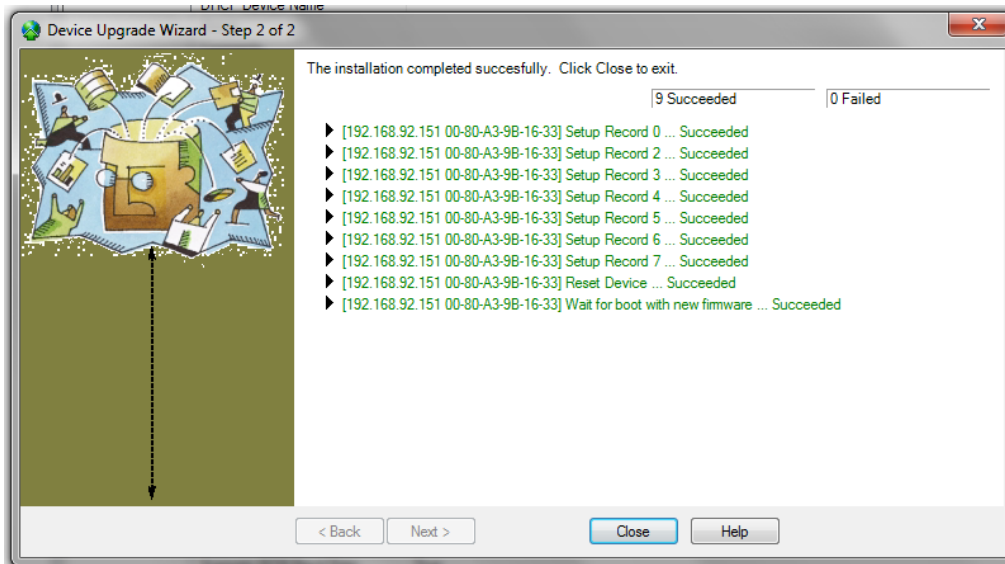 DHCP Device Name
Device Upgrade Wizard - Step 2 of 2
The installation completed succesfully. Click Close to exit.
9 Succeeded
0 Failed
[192.168.92.151 00-80-A3-9B-16-33] Setup Record 0 ... Succeeded
[192.168.92.151 00-80-A3-9B-16-33] Setup Record 2 ... Succeeded
[192.168.92.151 00-80-A3-9B-16-33] Setup Record 3 ... Succeeded
[192.168.92.151 00-80-A3-9B-16-33] Setup Record 4 ... Succeeded
[192.168.92.151 00-80-A3-9B-16-33] Setup Record 5 ... Succeeded
[192.168.92.151 00-80-A3-9B-16-33] Setup Record 6 ... Succeeded
[192.168.92.151 00-80-A3-9B-16-33] Setup Record 7 ... Succeeded
[192.168.92.151 00-80-A3-9B-16-33] Reset Device ... Succeeded
[192.168.92.151 00-80-A3-9B-16-33] Wait for boot with new firmware ... Succeeded
< Back Next > Close Help